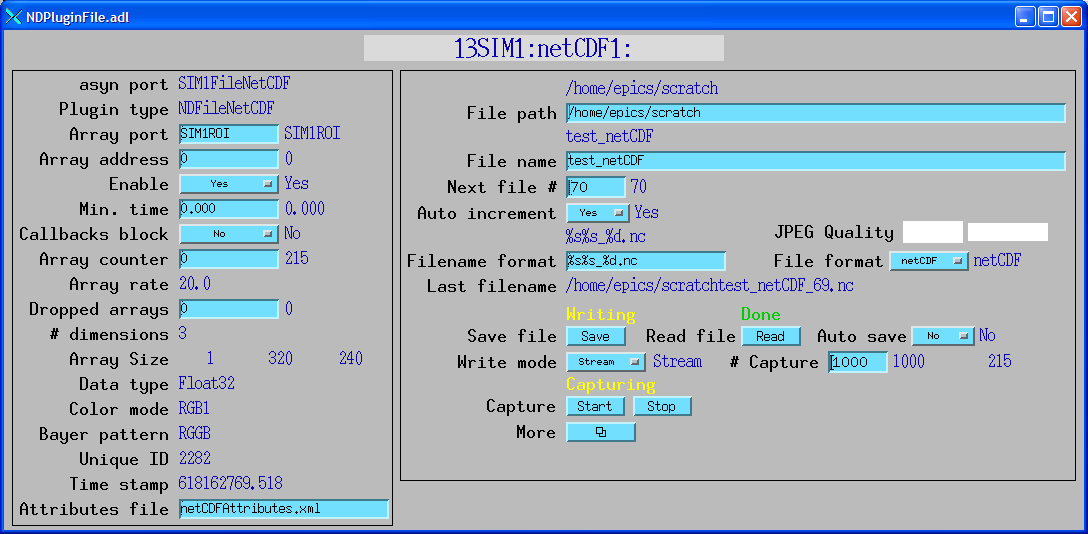 NDPluginFile.adl
13SIM1:netCDF1:
asyn port SIM1FileNetCDF
Plugin type NDFileNetCDF
Array port SIM1ROI SIM1ROI
Array address 0 0
Enable Yes Yes
Min. time 0.000 0.000
Callbacks block No No
Array counter 0 215
Array rate 20.0
Dropped arrays 0 0
# dimensions 3
Array Size 1 320 240
Data type Float32
Color mode RGB1
Bayer pattern RGGB
Unique ID 2282
Time stamp 618162769.518
Attributes file netCDFAttributes.xml
/home/epics/scratch
File path /home/epics/scratch
test_netCDF
File name test_netCDF
Next file # 70 70
Auto increment Yes Yes
%s%s_%d.nc JPEG Quality
Filename format %s%s_%d.nc File format netCDF netCDF
Last filename /home/epics/scratchtest_netCDF_69.nc
Writing Done
Save file Save Read file Read Auto save No No
Write mode Stream Stream # Capture 1000 1000 215
Capturing
Capture Start Stop
More